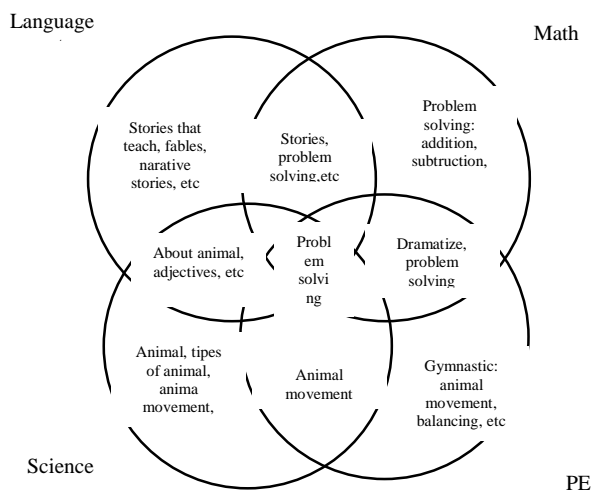 Language
Math
Stories that
teach, fables,
narative
stories, etc
Stories,
problem
solving,etc
Problem
solving:
addition,
subtruction,
About animal,
adjectives, etc
Probl
em
solvi
ng
Dramatize,
problem
solving
Animal, tipes
of animal,
anima
movement,
Animal
movement
Gymnastic:
animal
movement,
balancing, etc
Science
PE